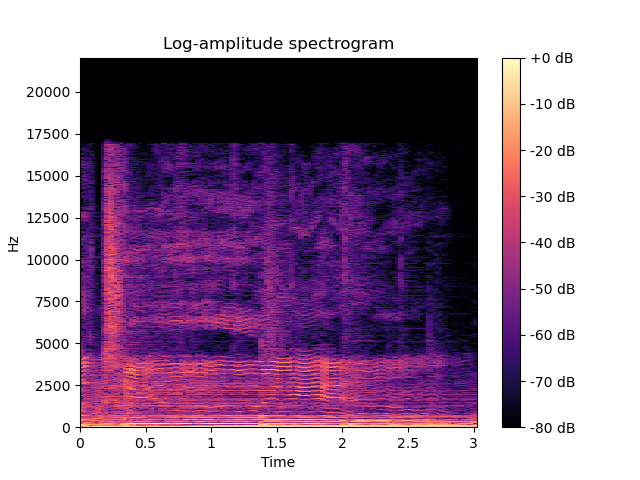 Log-amplitude spectrogram
+0 dB
20000
-10 dB
17500
-20 dB
15000
-30 dB
12500
-40 dB
Hz
10000
-50 dB
7500
-60 dB
5000
-70 dB
2500
0
-80 dB
0 0.5 1 1.5 2 2.5 3
Time